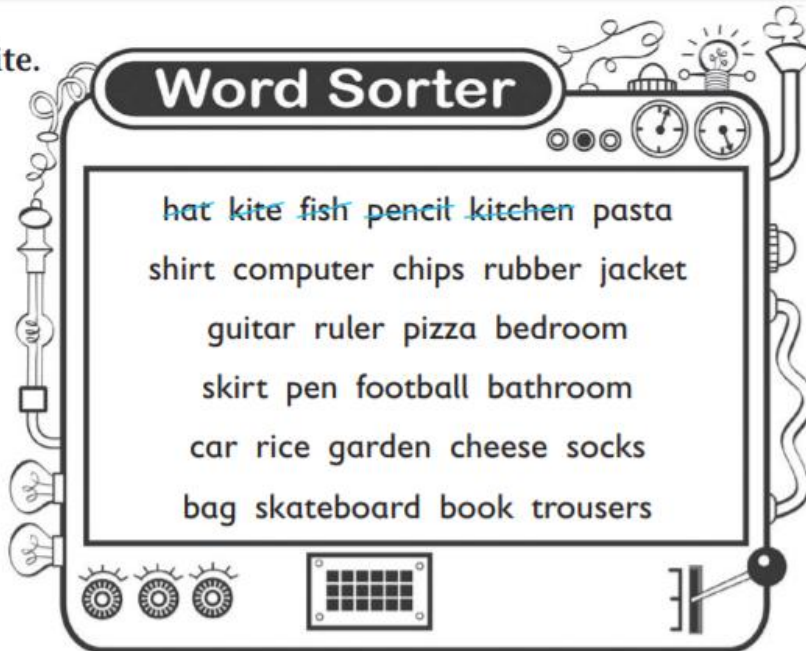 ite.
Word Sorter
hat kite fish pencil kitchen pasta
shirt computer chips rubber jacket
guitar ruler pizza bedroom
skirt pen football bathroom
car rice garden cheese socks
bag skateboard book trousers